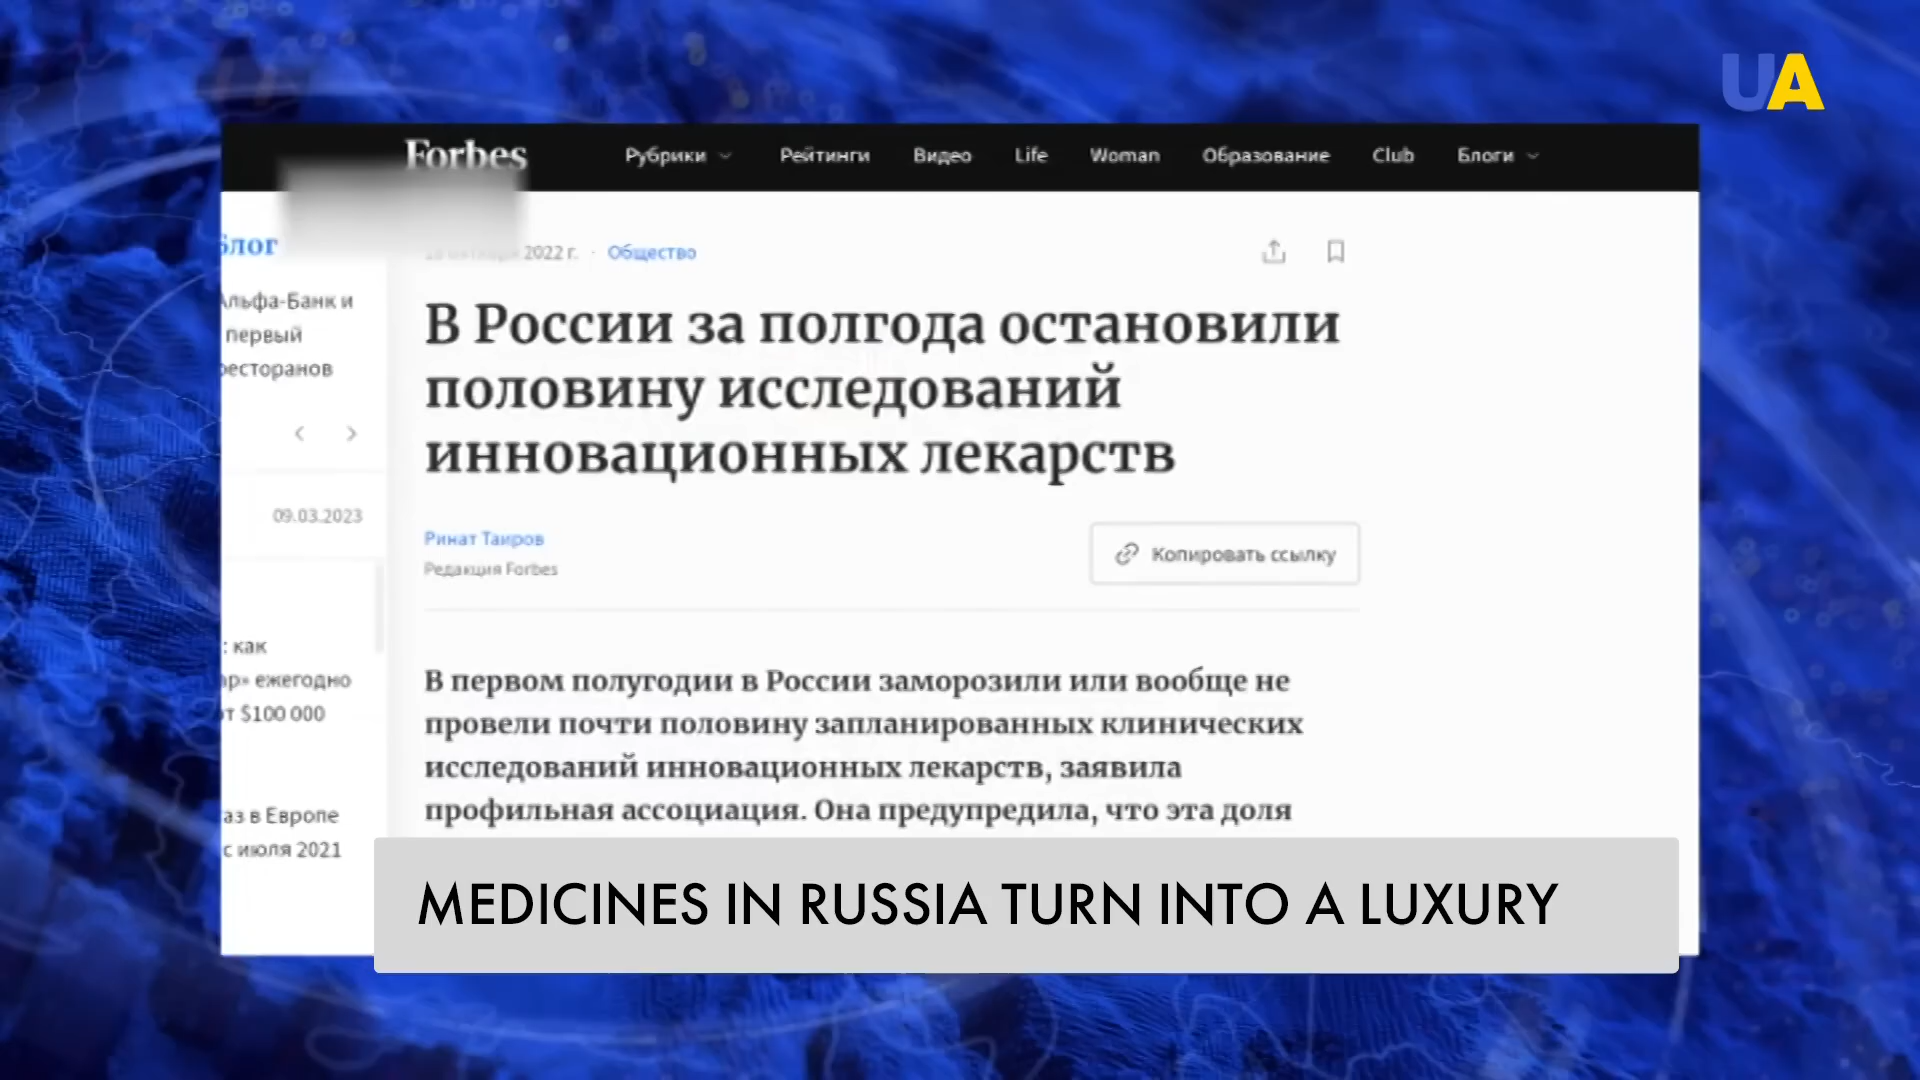 UA
Forbes
Рубрики Рейтинги Видео Life Woman Образование Club Блоги
2022 г. · Общество
В России за полгода остановили
половину исследований
инновационных лекарств
Ринат Таиров
Редакция Forbes
Копировать ссылку
В первом полугодии в России заморозили или вообще не
провели почти половину запланированных клинических
исследований инновационных лекарств, заявила
профильная ассоциация. Она предупредила, что эта доля
Блог
Альфа-Банк и
первый
ресторанов
09.03.2023
: как
ар» ежегодно
от $100 000
аз в Европе
с июля 2021
MEDICINES IN RUSSIA TURN INTO A LUXURY